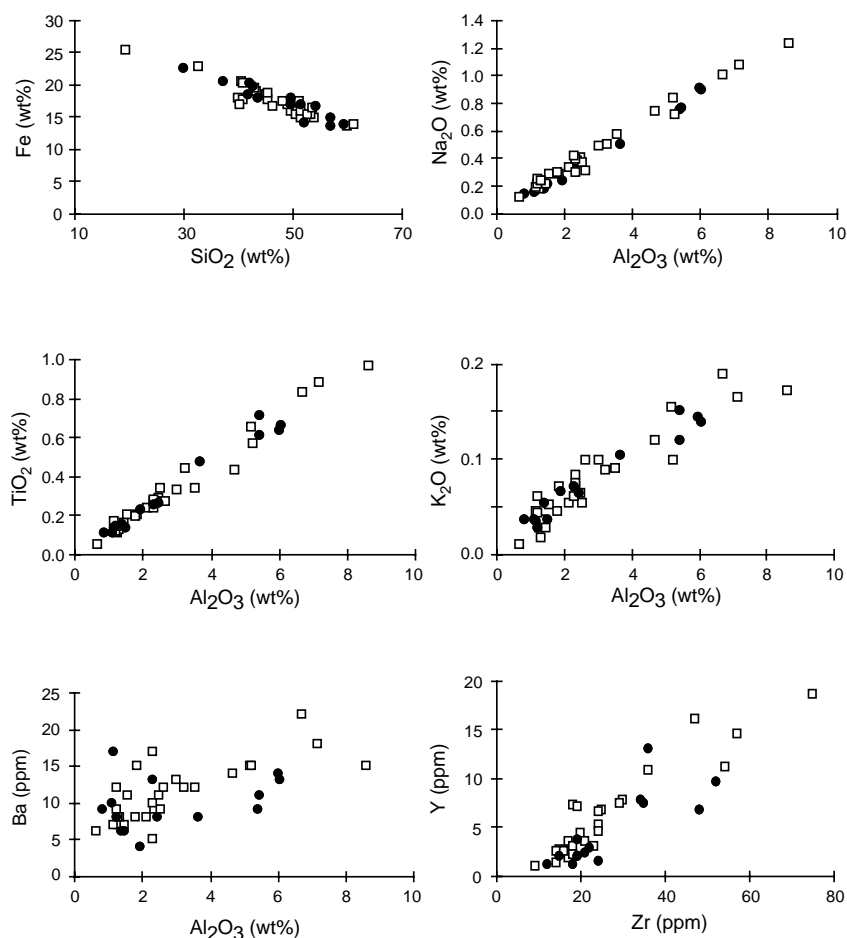 30
25
20
15
10
5
0
Fe (wt%)
10 30 50 70
SiO2 (wt%)
1.4
1.2
1.0
0.8
0.6
0.4
0.2
0.0
Na2O (wt%)
0 2 4 6 8 10
Al2O3 (wt%)
1.0
0.8
0.6
0.4
0.2
0.0
TiO2 (wt%)
0 2 4 6 8 10
Al2O3 (wt%)
0.2
0.1
0.0
K2O (wt%)
0 2 4 6 8 10
Al2O3 (wt%)
25
20
15
10
5
0
Ba (ppm)
0 2 4 6 8 10
Al2O3 (wt%)
20
15
10
5
0
Y (ppm)
0 20 40 60 80
Zr (ppm)